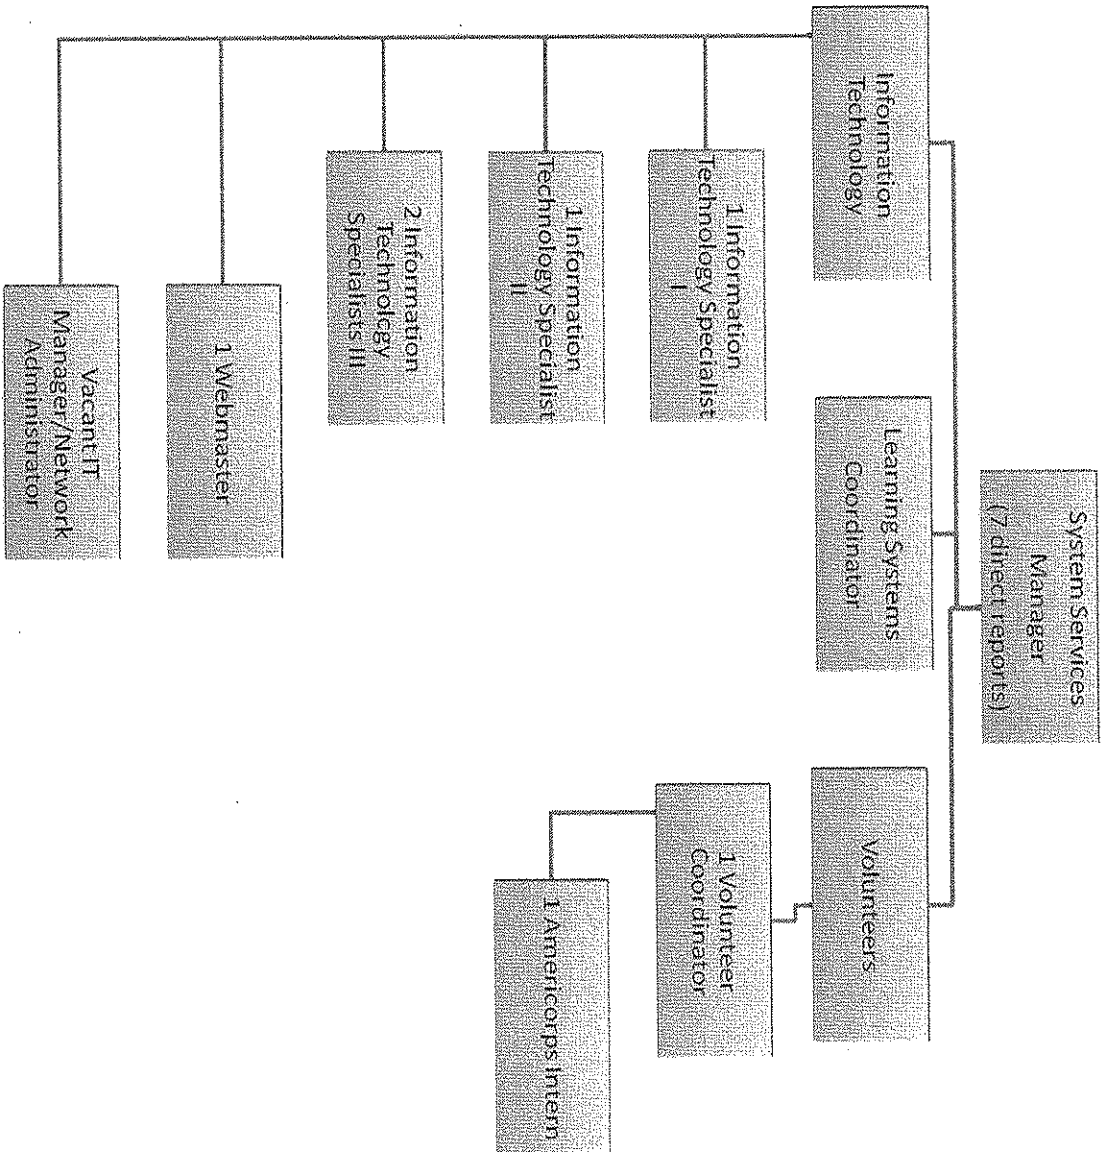 System Services
Manager
(7 direct reports)
Information
Technology
Learning Systems
Coordinator
Volunteers
1 Information
Technology Specialist
I
1 Information
Technology Specialist
II
2 Information
Technology
Specialists III
1 Webmaster
Vacant IT
Manager/Network
Administrator
1 Volunteer
Coordinator
1 Americorps Intern